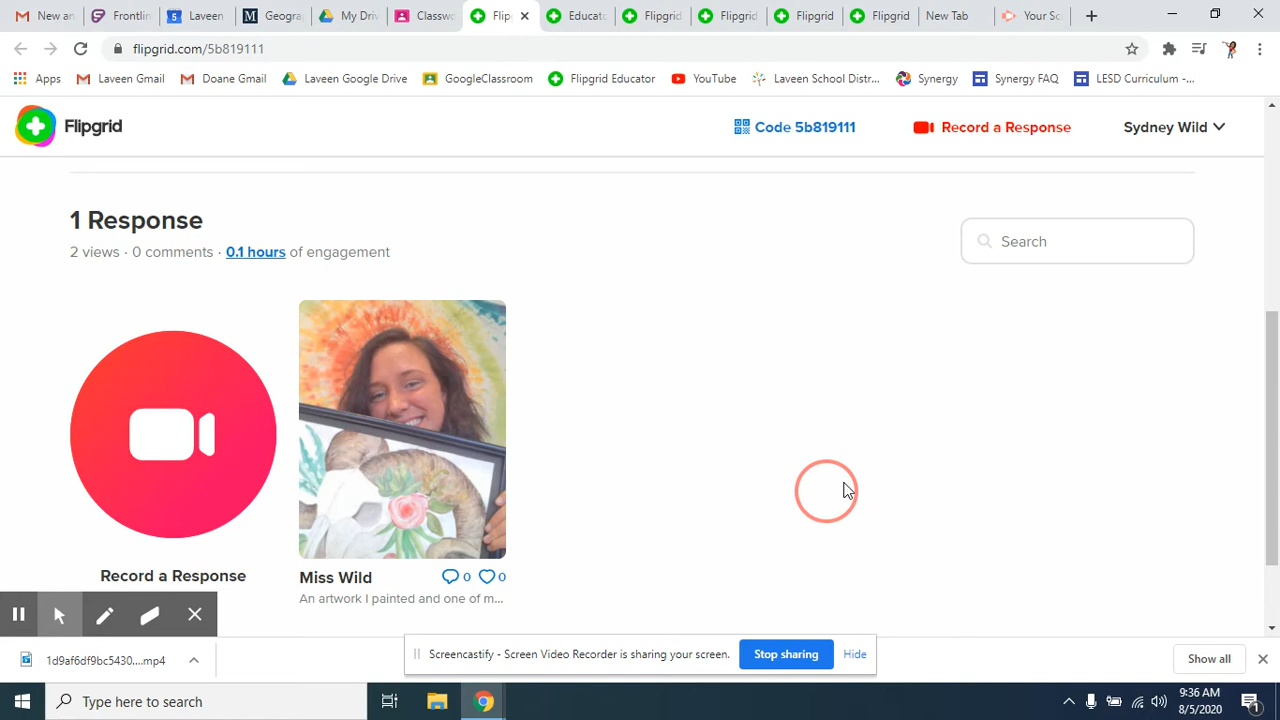 New an
Frontlin
Laveen
Geogra
My Driv
Classwo
Flip
Educato
Flipgrid
Flipgrid
Flipgrid
Flipgrid
New Tab
Your Sc
flipgrid.com/5b819111
Apps
Laveen Gmail
Doane Gmail
Laveen Google Drive
GoogleClassroom
Flipgrid Educator
YouTube
Laveen School Distr...
Synergy
Synergy FAQ
LESD Curriculum -...
Flipgrid
Code 5b819111
Record a Response
Sydney Wild
1 Response
2 views · 0 comments · 0.1 hours of engagement
Search
Record a Response
Miss Wild
0
0
An artwork I painted and one of m...
1d9af6df9bc5430....mp4
Screencastify - Screen Video Recorder is sharing your screen.
Stop sharing
Hide
Show all
Type here to search
9:36 AM
8/5/2020